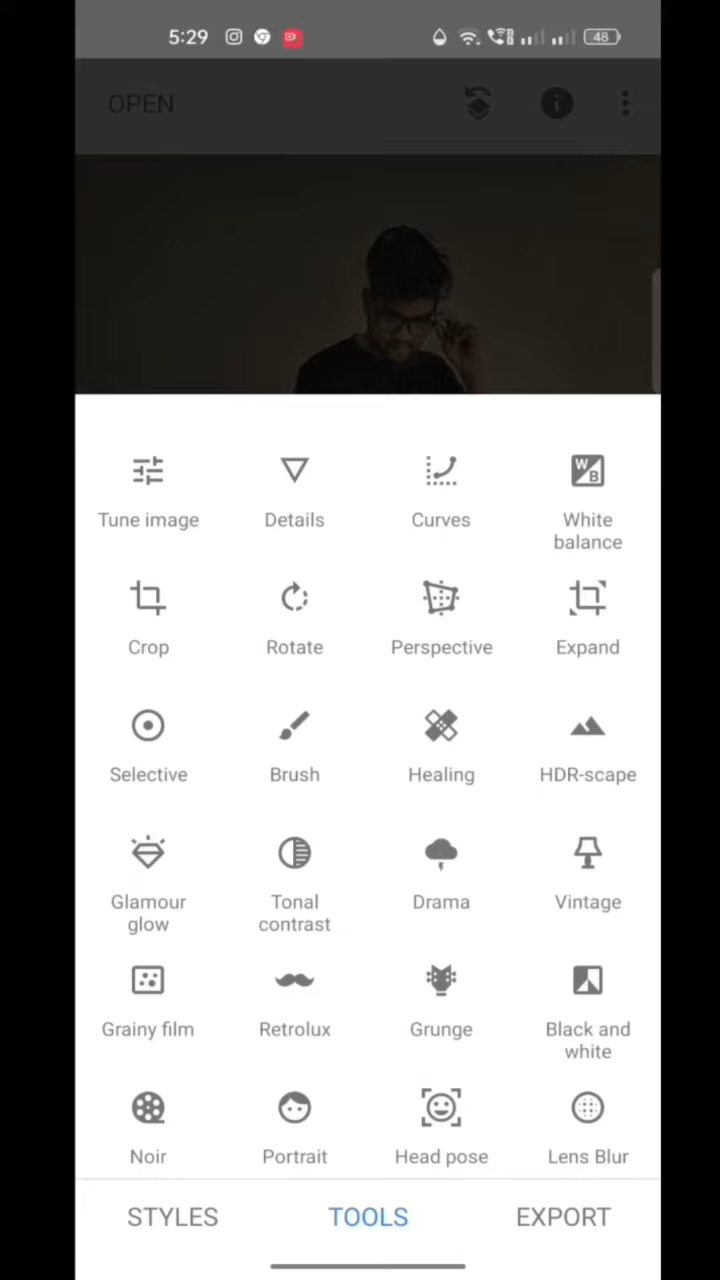 5:29
48
OPEN
Tune image
Details
Curves
W
B
White
balance
Crop
Rotate
Perspective
Expand
Selective
Brush
Healing
HDR-scape
Glamour
glow
Tonal
contrast
Drama
Vintage
Grainy film
Retrolux
Grunge
Black and
white
Noir
Portrait
Head pose
Lens Blur
STYLES
TOOLS
EXPORT